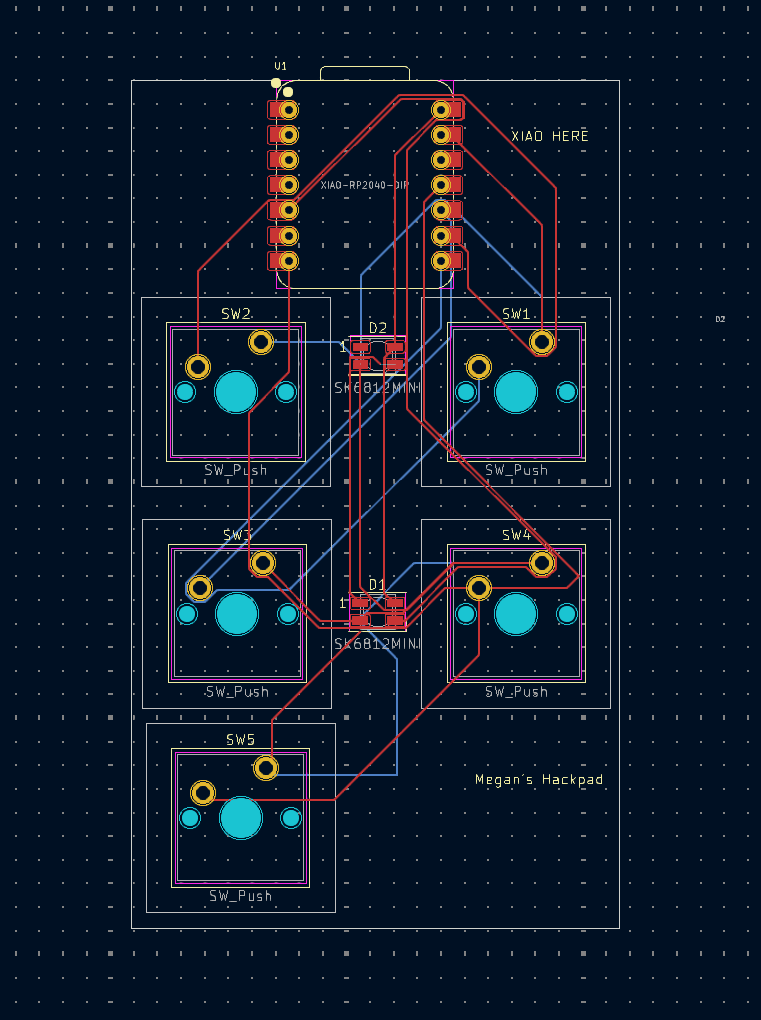 U1
XIAO HERE
XIAO-RP2040-DIP
SW2
D2
SW1
D2
1
SK6812MINI
SW_Push
SW_Push
SW3
SW4
D1
1
SK6812MINI
SW_Push
SW_Push
SW5
Megan's Hackpad
SW_Push